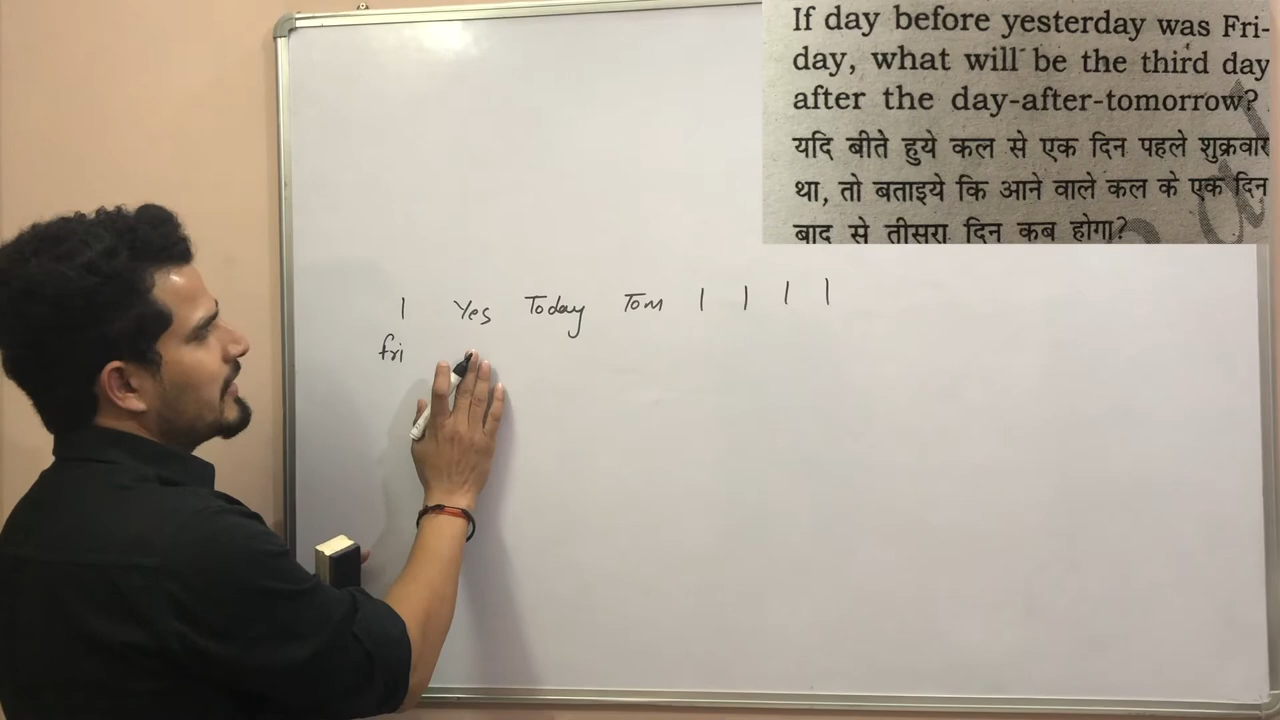 If day before yesterday was Fri-
day, what will be the third day
after the day-after-tomorrow?
यदि बीते हुये कल से एक दिन पहले शुक्रवार
था, तो बताइये कि आने वाले कल के एक दिन
बाद से तीसरा दिन कब होगा?
| Yes Today Tom | | | |
fri